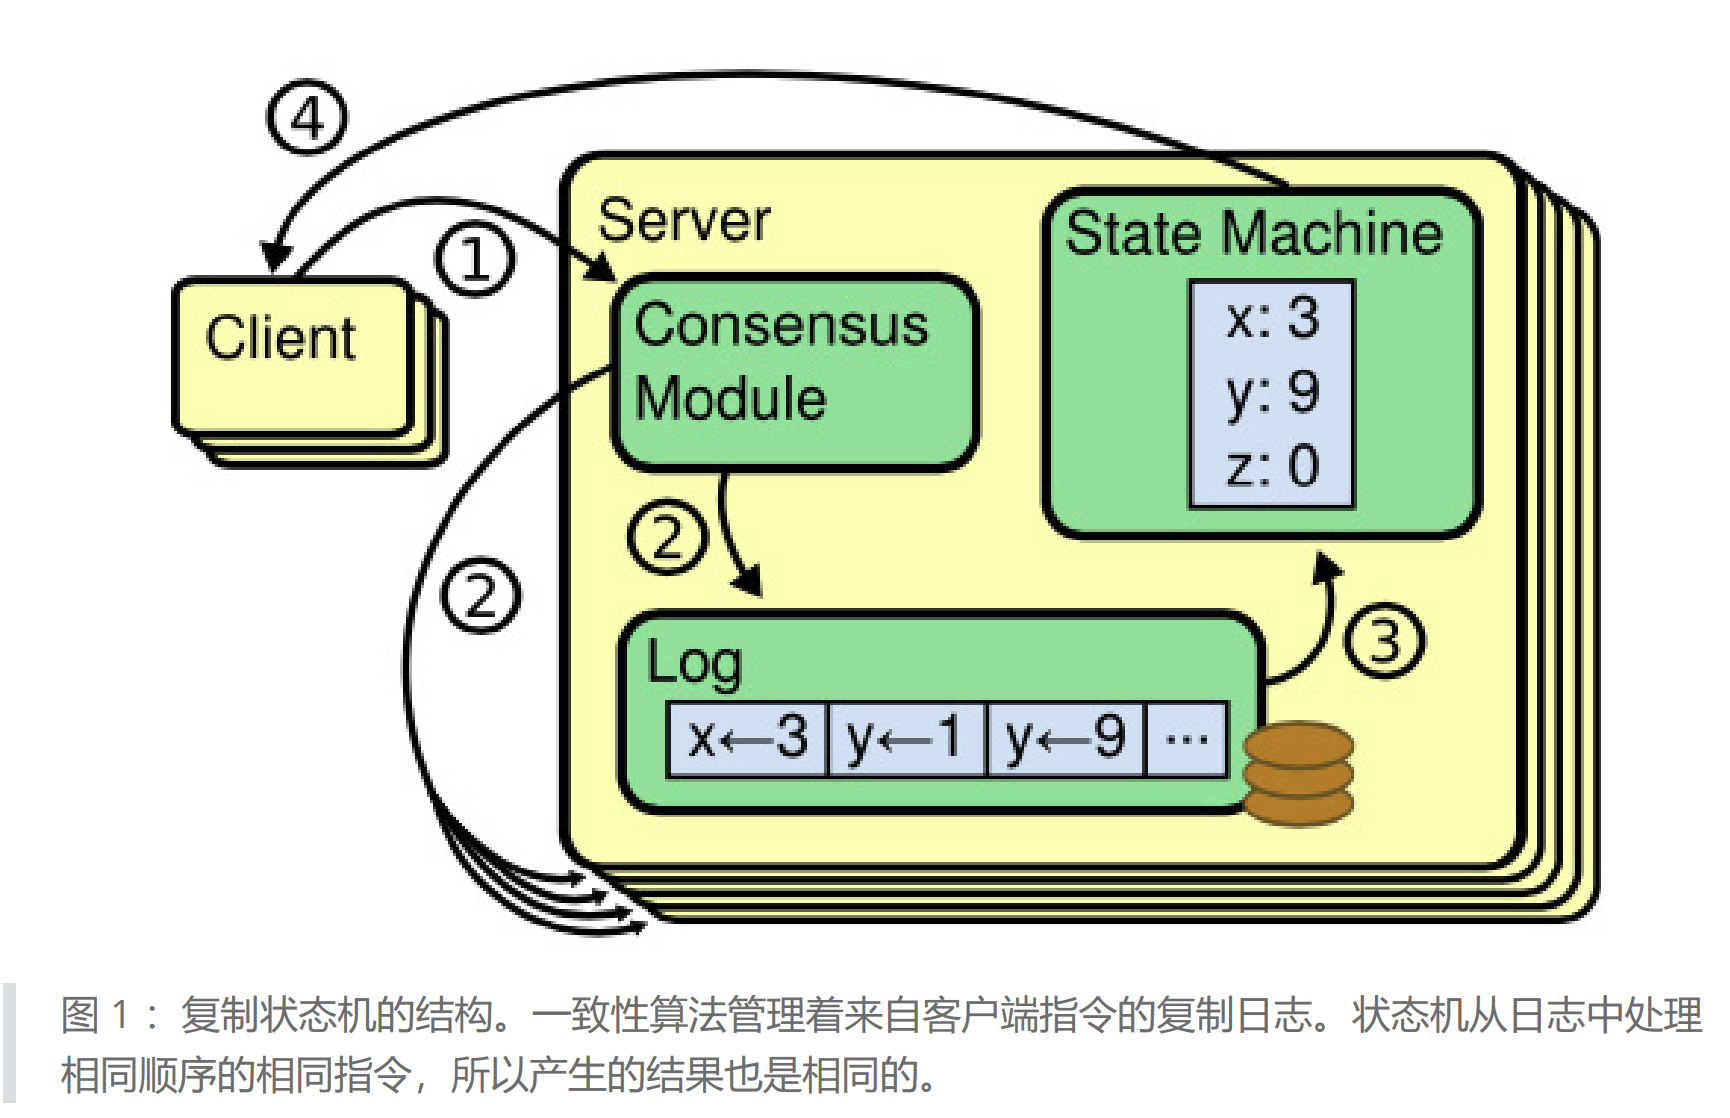 ④
①
Server
State Machine
Client
Consensus
Module
x: 3
y: 9
z: 0
②
②
③
Log
x←3 y←1 y←9 ···
图 1 ：复制状态机的结构。一致性算法管理着来自客户端指令的复制日志。状态机从日志中处理
相同顺序的相同指令，所以产生的结果也是相同的。